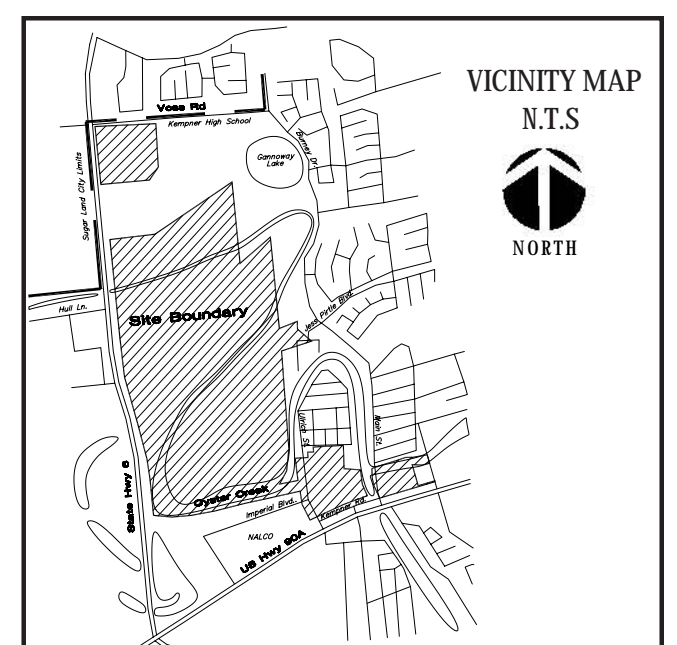 VICINITY MAP
N.T.S
NORTH
Voss Rd
Kempner High School
Burney Dr.
Gannoway
Lake
Sugar Land City Limits
Hull Ln.
Site Boundary
Jess Pirtle Blvd.
Ulrich St.
Main St.
State Hwy 6
Oyster Creek
Imperial Blvd.
Kempner Rd.
NALCO
US Hwy 90A